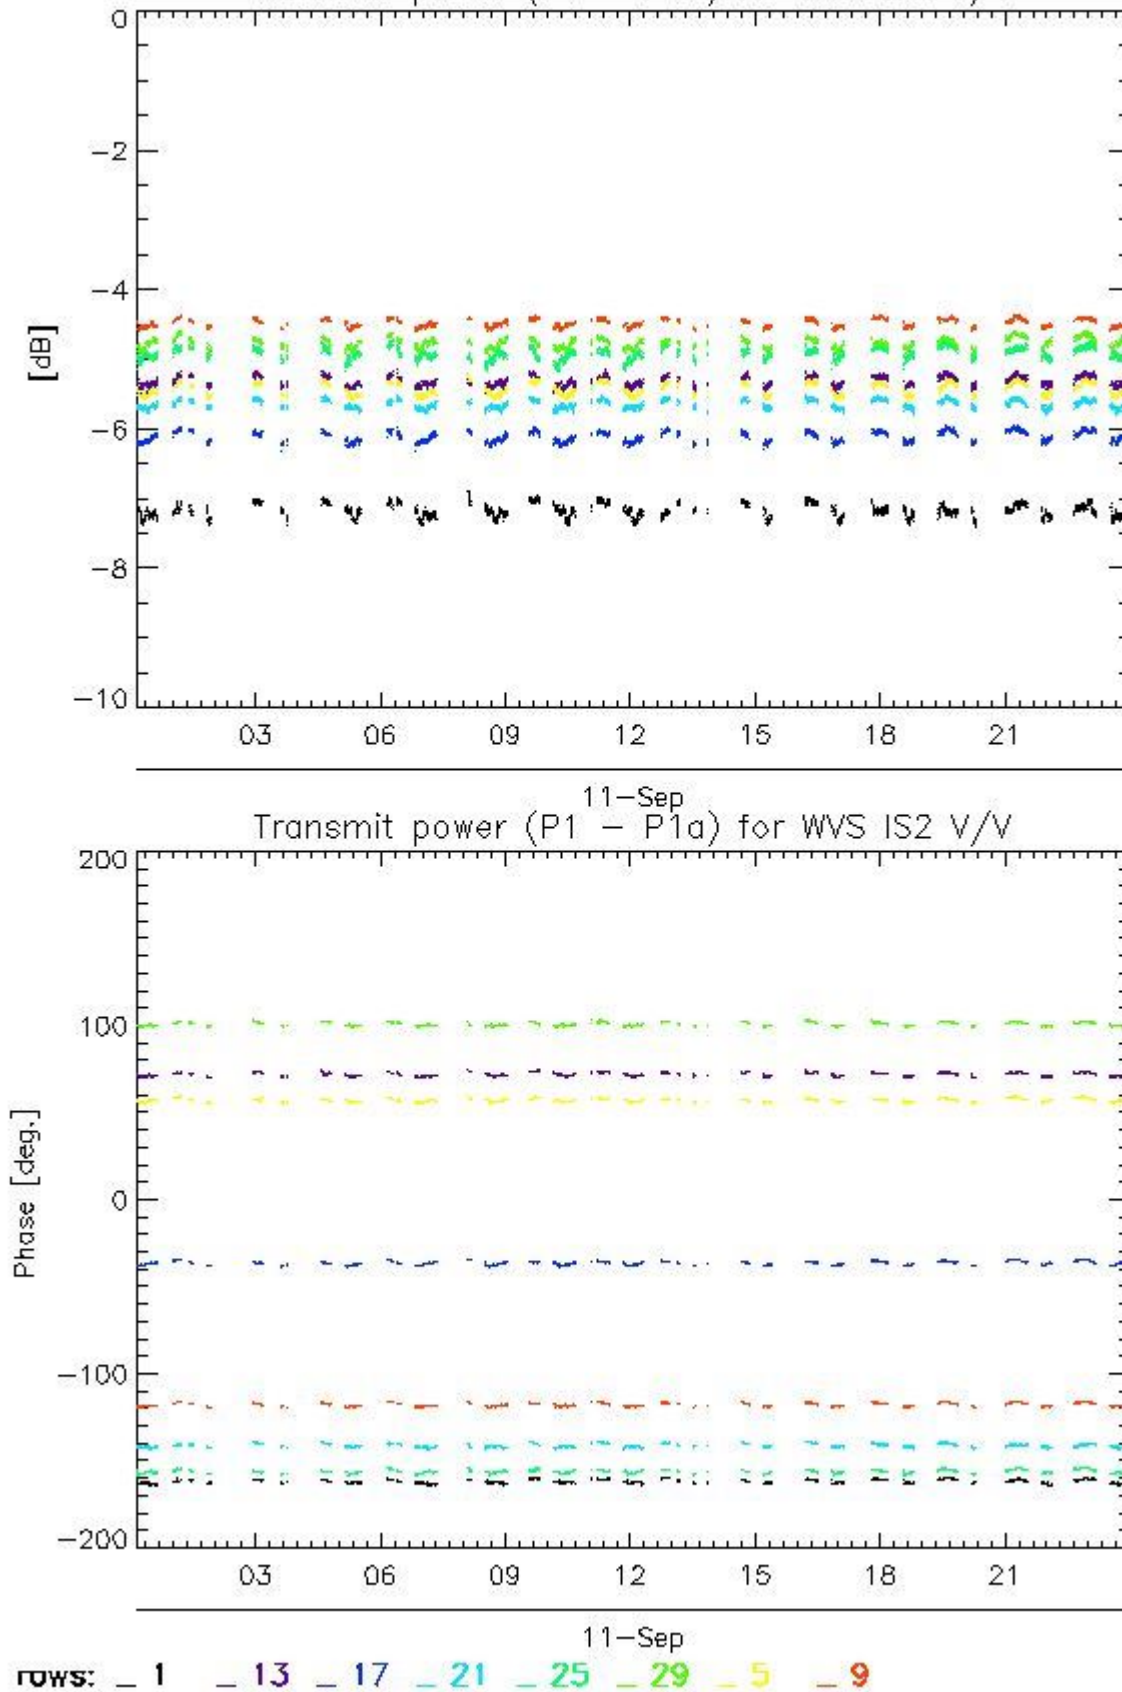 0
-2
-4
[dB]
-6
-8
-10
03 06 09 12 15 18 21
11-Sep
Transmit power (P1 - P1a) for WVS IS2 V/V
200
100
0
Phase [deg.]
-100
-200
03 06 09 12 15 18 21
11-Sep
rows: _ 1 _ 13 _ 17 _ 21 _ 25 _ 29 _ 5 _ 9